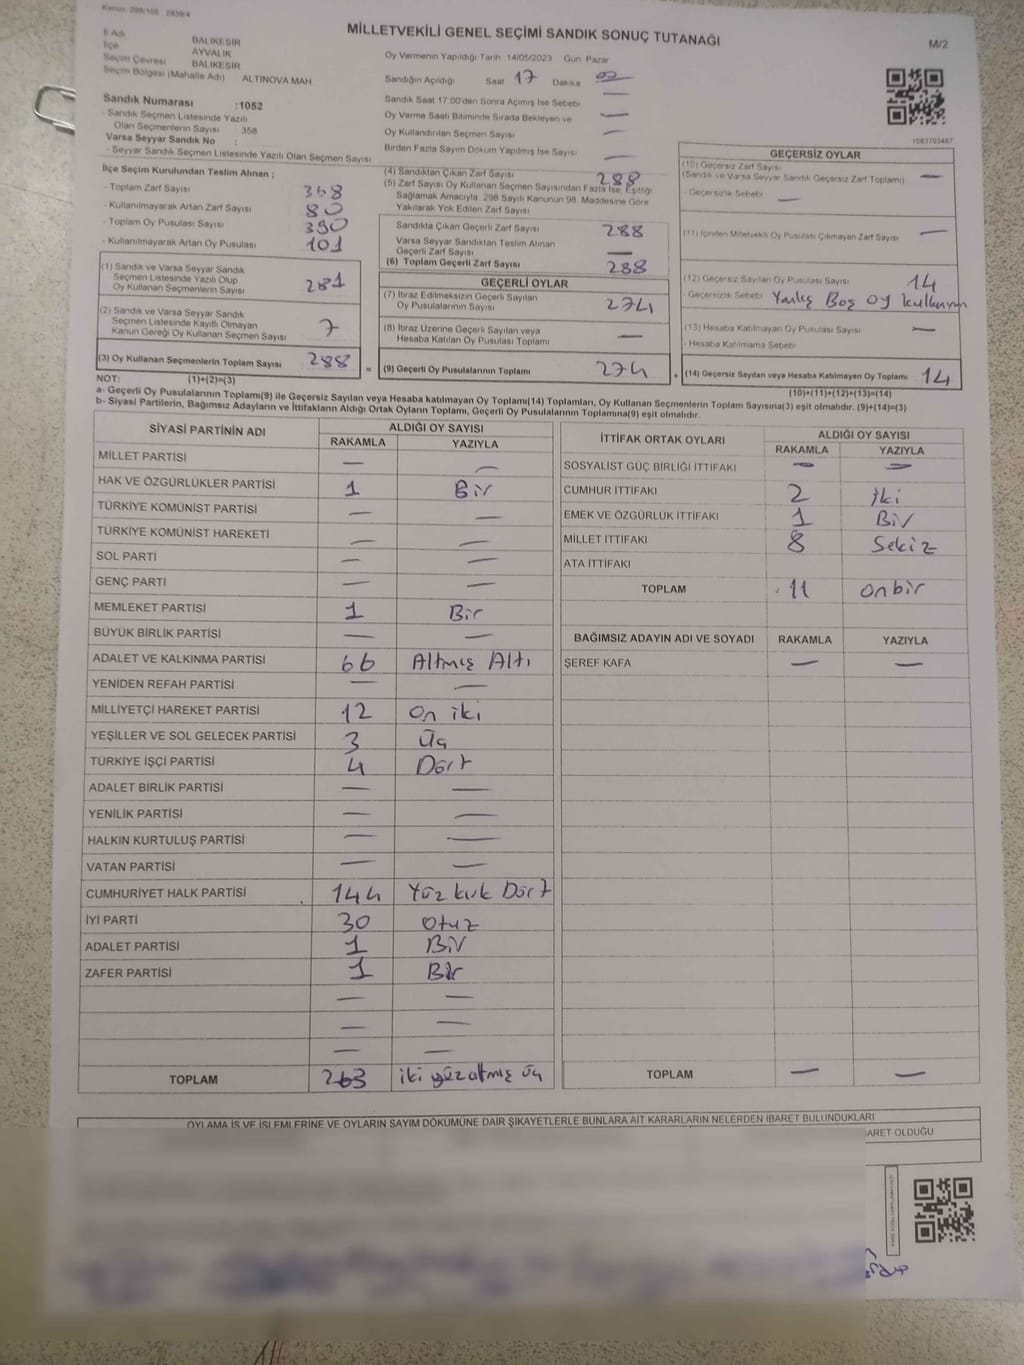 MİLLETVEKİLİ GENEL SEÇİMİ SANDIK SONUÇ TUTANAĞI
M/2
İl Adı BALIKESİR
İlçe AYVALIK
Seçim Çevresi BALIKESİR
Seçim Bölgesi (Mahalle Adı) ALTINOVA MAH
Sandık Numarası :1052
- Sandık Seçmen Listesinde Yazılı
Olan Seçmenlerin Sayısı : 358
Varsa Seyyar Sandık No :
- Seyyar Sandık Seçmen Listesinde Yazılı Olan Seçmen Sayısı
Oy Vermenin Yapıldığı Tarih 14/05/2023 Gün: Pazar
Sandığın Açıldığı Saat 17 Dakika 02
Sandık Saat 17.00'den Sonra Açımış İse Sebebi —
Oy Verme Saati Bitiminde Sırada Bekleyen ve —
Oy Kullandırılan Seçmen Sayısı —
Birden Fazla Sayım Döküm Yapılmış İse Sayısı —
1083703487
İlçe Seçim Kurulundan Teslim Alınan ;
- Toplam Zarf Sayısı 368
- Kullanılmayarak Artan Zarf Sayısı 80
- Toplam Oy Pusulası Sayısı 390
- Kullanılmayarak Artan Oy Pusulası 101
(1) Sandık ve Varsa Seyyar Sandık
Seçmen Listesinde Yazılı Olup
Oy Kullanan Seçmenlerin Sayısı 281
(2) Sandık ve Varsa Seyyar Sandık
Seçmen Listesinde Kayıtlı Olmayan
Kanun Gereği Oy Kullanan Seçmen Sayısı 7
(3) Oy Kullanan Seçmenlerin Toplam Sayısı 288
(4) Sandıktan Çıkan Zarf Sayısı 288
(5) Zarf Sayısı Oy Kullanan Seçmen Sayısından Fazla İse, Eşitliği
Sağlamak Amacıyla, 298 Sayılı Kanunun 98. Maddesine Göre
Yakılarak Yok Edilen Zarf Sayısı
Sandıkta Çıkan Geçerli Zarf Sayısı 288
Varsa Seyyar Sandıktan Teslim Alınan
Geçerli Zarf Sayısı —
(6) Toplam Geçerli Zarf Sayısı 288
GEÇERLİ OYLAR
(7) İtiraz Edilmeksizin Geçerli Sayılan
Oy Pusulalarının Sayısı 274
(8) İtiraz Üzerine Geçerli Sayılan veya
Hesaba Katılan Oy Pusulası Toplamı —
= (9) Geçerli Oy Pusulalarının Toplamı 274
GEÇERSİZ OYLAR
(10) Geçersiz Zarf Sayısı
(Sandık ve Varsa Seyyar Sandık Geçersiz Zarf Toplamı) —
- Geçersizlik Sebebi —
(11) İçinden Milletvekili Oy Pusulası Çıkmayan Zarf Sayısı —
(12) Geçersiz Sayılan Oy Pusulası Sayısı 14
- Geçersizlik Sebebi Yanlış Boş oy kullanım
(13) Hesaba Katılmayan Oy Pusulası Sayısı —
- Hesaba Katılmama Sebebi
+ (14) Geçersiz Sayılan veya Hesaba Katılmayan Oy Toplamı 14
NOT: (1)+(2)=(3) (10)+(11)+(12)+(13)=(14)
a- Geçerli Oy Pusulalarının Toplamı(9) ile Geçersiz Sayılan veya Hesaba katılmayan Oy Toplamı(14) Toplamları, Oy Kullanan Seçmenlerin Toplam Sayısına(3) eşit olmalıdır. (9)+(14)=(3)
b- Siyasi Partilerin, Bağımsız Adayların ve İttifakların Aldığı Ortak Oyların Toplamı, Geçerli Oy Pusulalarının Toplamına(9) eşit olmalıdır.
SİYASİ PARTİNİN ADI ALDIĞI OY SAYISI
RAKAMLA YAZIYLA
MİLLET PARTİSİ — —
HAK VE ÖZGÜRLÜKLER PARTİSİ 1 Bir
TÜRKİYE KOMÜNİST PARTİSİ — —
TÜRKİYE KOMÜNİST HAREKETİ — —
SOL PARTİ — —
GENÇ PARTİ — —
MEMLEKET PARTİSİ 1 Bir
BÜYÜK BİRLİK PARTİSİ — —
ADALET VE KALKINMA PARTİSİ 66 Altmış Altı
YENİDEN REFAH PARTİSİ — —
MİLLİYETÇİ HAREKET PARTİSİ 12 On iki
YEŞİLLER VE SOL GELECEK PARTİSİ 3 Üç
TÜRKİYE İŞÇİ PARTİSİ 4 Dört
ADALET BİRLİK PARTİSİ — —
YENİLİK PARTİSİ — —
HALKIN KURTULUŞ PARTİSİ — —
VATAN PARTİSİ — —
CUMHURİYET HALK PARTİSİ 144 Yüz kırk Dört
İYİ PARTİ 30 Otuz
ADALET PARTİSİ 1 Bir
ZAFER PARTİSİ 1 Bir
— —
— —
— —
TOPLAM 263 iki yüz altmış üç
İTTİFAK ORTAK OYLARI ALDIĞI OY SAYISI
RAKAMLA YAZIYLA
SOSYALİST GÜÇ BİRLİĞİ İTTİFAKI — —
CUMHUR İTTİFAKI 2 iki
EMEK VE ÖZGÜRLÜK İTTİFAKI 1 Bir
MİLLET İTTİFAKI 8 Sekiz
ATA İTTİFAKI
TOPLAM 11 onbir
BAĞIMSIZ ADAYIN ADI VE SOYADI RAKAMLA YAZIYLA
ŞEREF KAFA — —
TOPLAM — —
OYLAMA İŞ VE İŞLEMLERİNE VE OYLARIN SAYIM DÖKÜMÜNE DAİR ŞİKAYETLERLE BUNLARA AİT KARARLARIN NELERDEN İBARET BULUNDUKLARI
BARET OLDUĞU